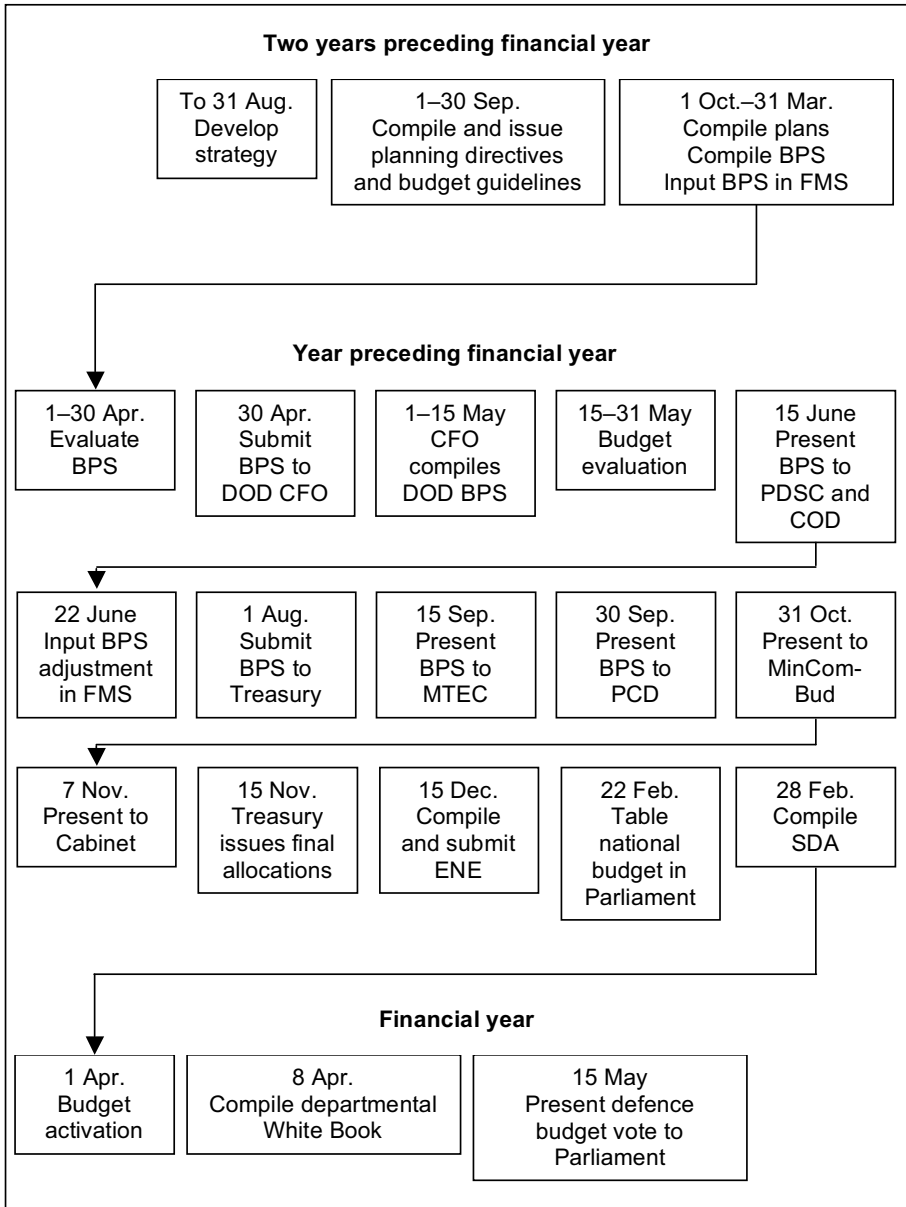 Two years preceding financial year
To 31 Aug.
Develop
strategy
1–30 Sep.
Compile and issue
planning directives
and budget guidelines
1 Oct.–31 Mar.
Compile plans
Compile BPS
Input BPS in FMS
Year preceding financial year
1–30 Apr.
Evaluate
BPS
30 Apr.
Submit
BPS to
DOD CFO
1–15 May
CFO
compiles
DOD BPS
15–31 May
Budget
evaluation
15 June
Present
BPS to
PDSC and
COD
22 June
Input BPS
adjustment
in FMS
1 Aug.
Submit
BPS to
Treasury
15 Sep.
Present
BPS to
MTEC
30 Sep.
Present
BPS to
PCD
31 Oct.
Present to
MinCom-
Bud
7 Nov.
Present to
Cabinet
15 Nov.
Treasury
issues final
allocations
15 Dec.
Compile
and submit
ENE
22 Feb.
Table
national
budget in
Parliament
28 Feb.
Compile
SDA
Financial year
1 Apr.
Budget
activation
8 Apr.
Compile departmental
White Book
15 May
Present defence
budget vote to
Parliament